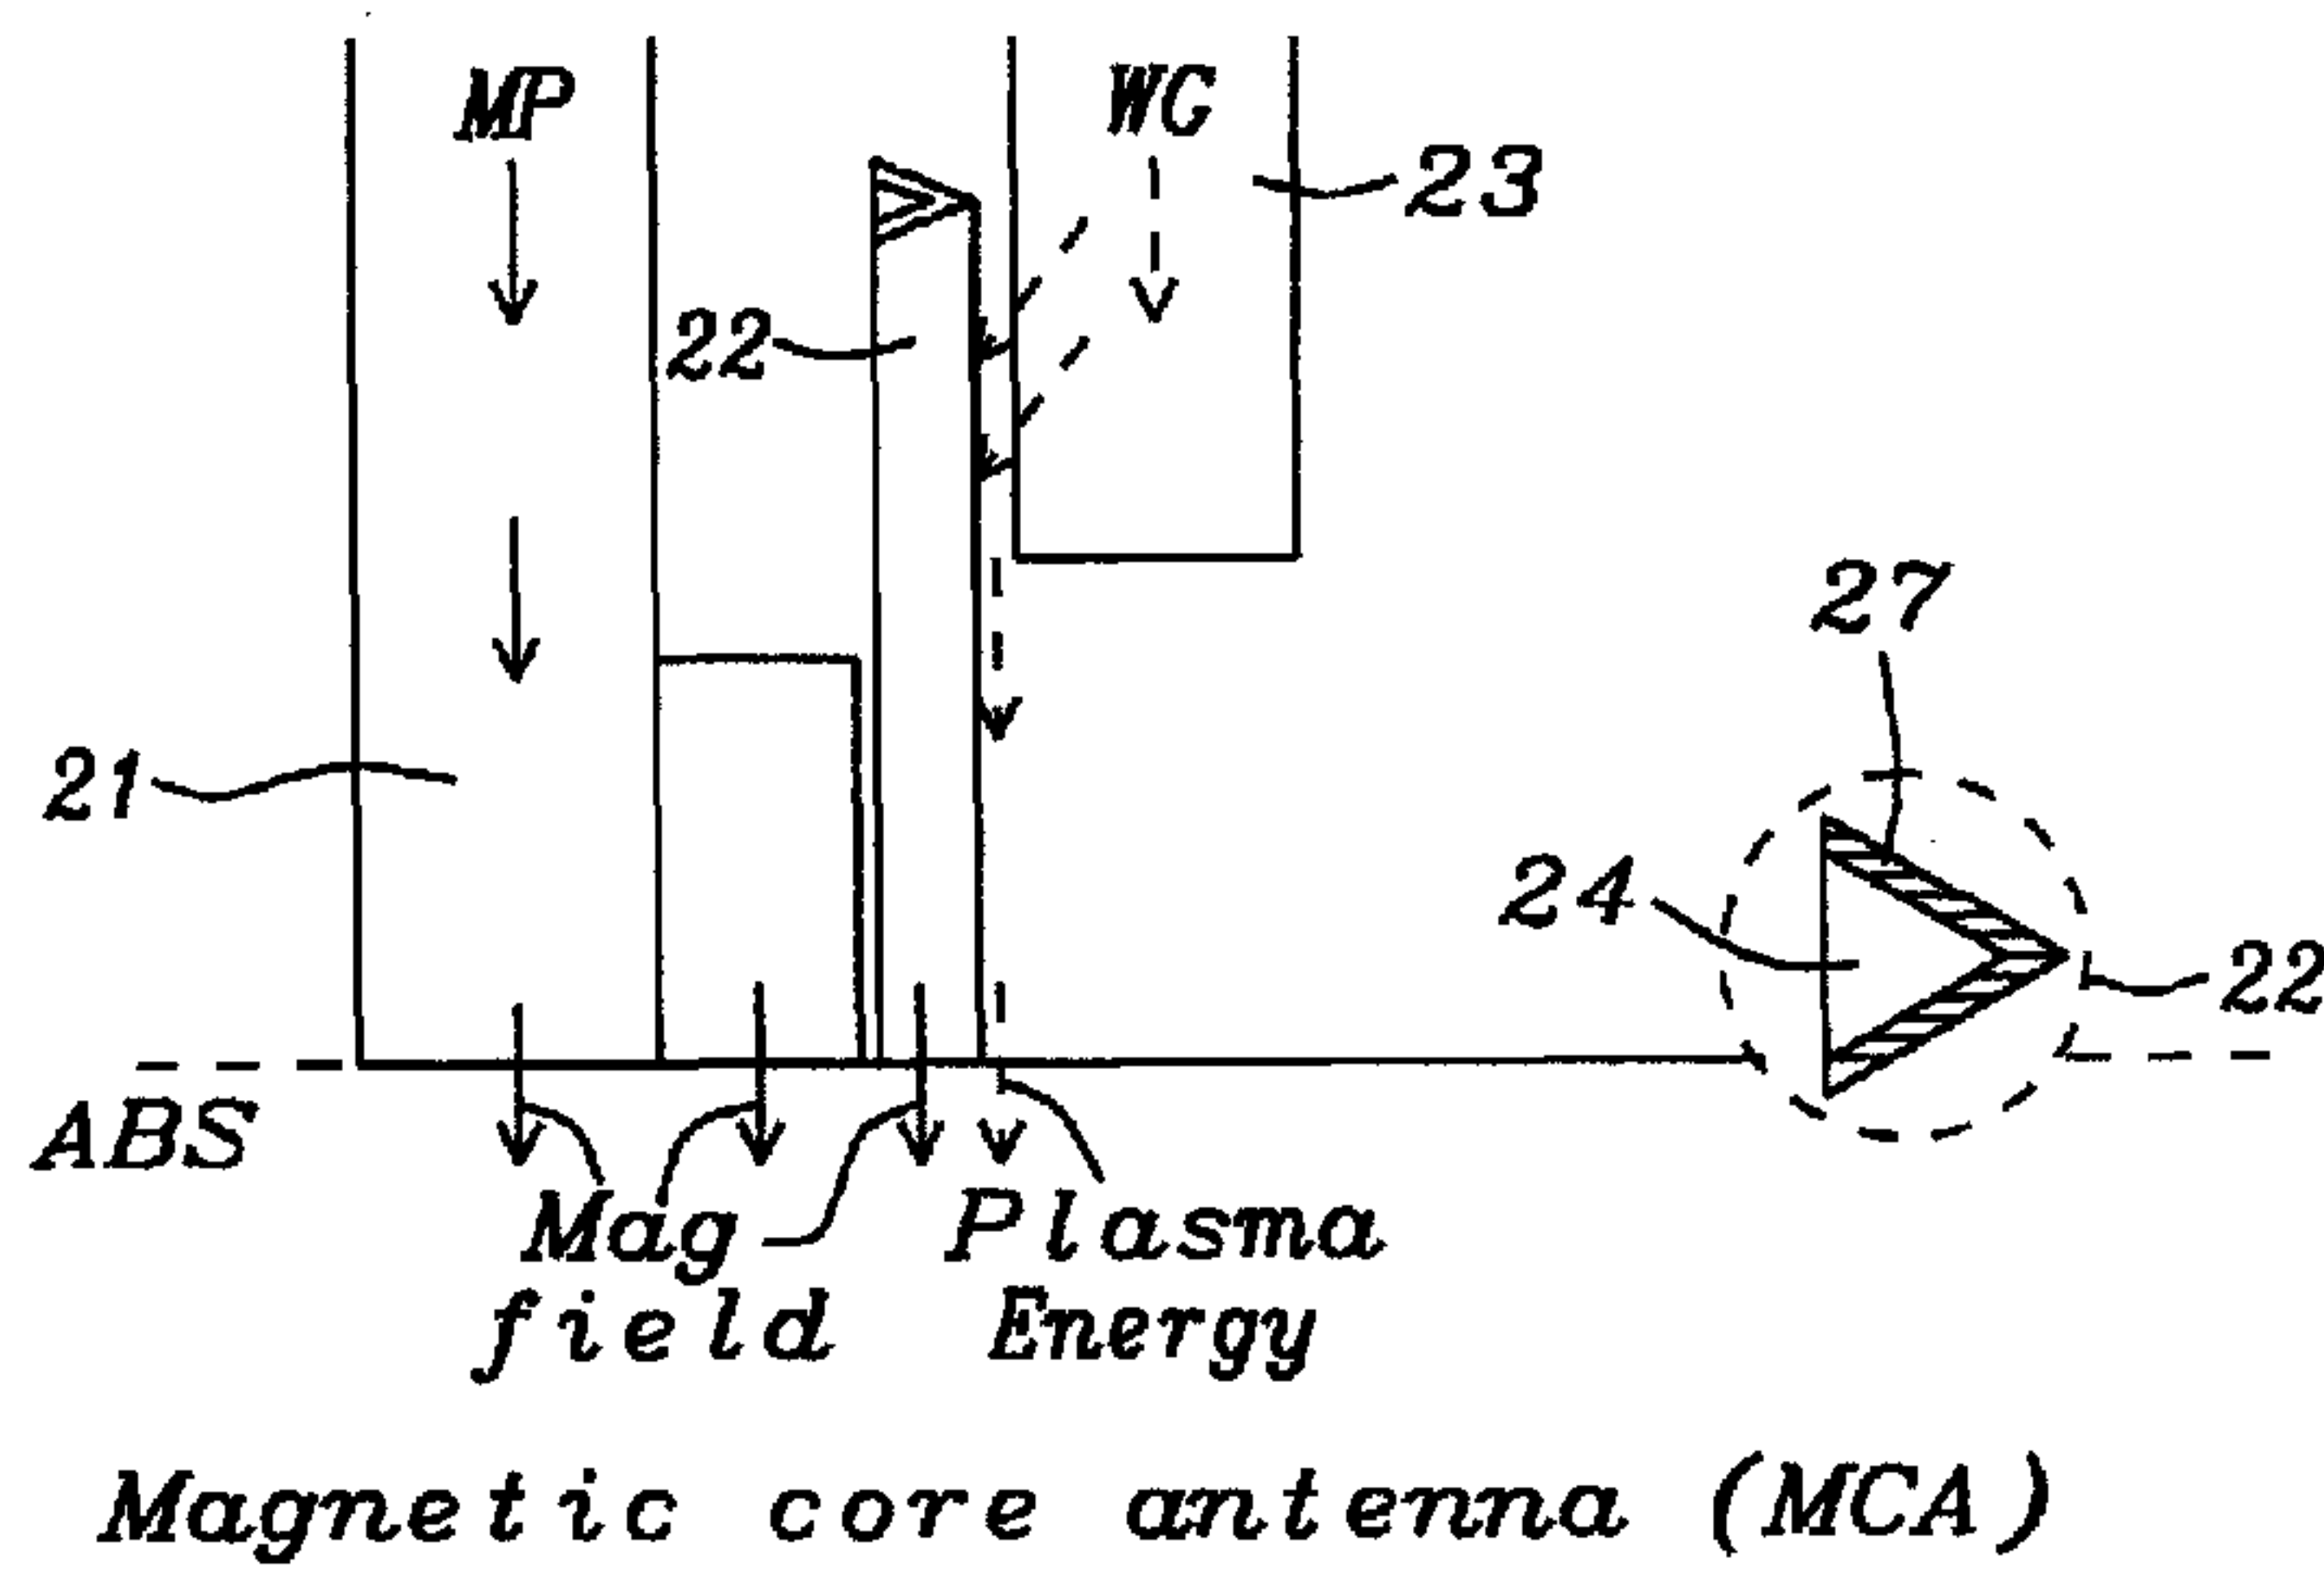 MP
WG
23
22
27
21
24
22
ABS
Mag
field
Plasma
Energy
Magnetic core antenna (MCA)